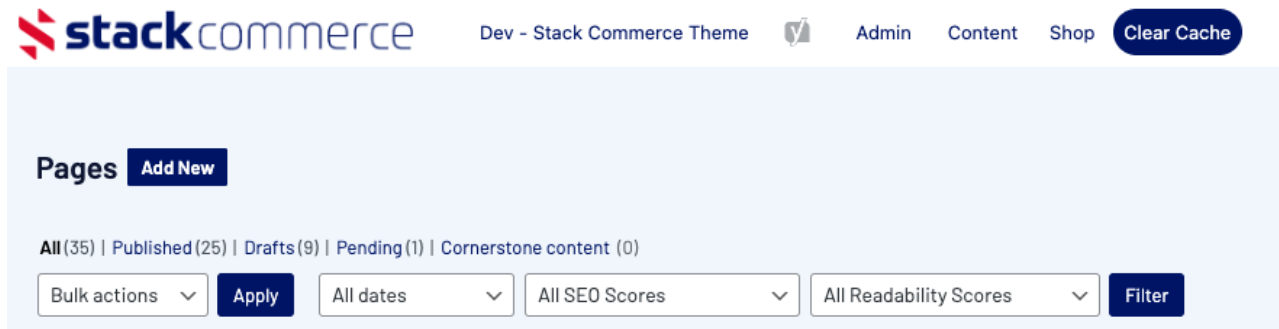 stackcommerce Dev - Stack Commerce Theme y Admin Content Shop Clear Cache
Pages Add New
All (35) | Published (25) | Drafts (9) | Pending (1) | Cornerstone content (0)
Bulk actions Apply All dates All SEO Scores All Readability Scores Filter